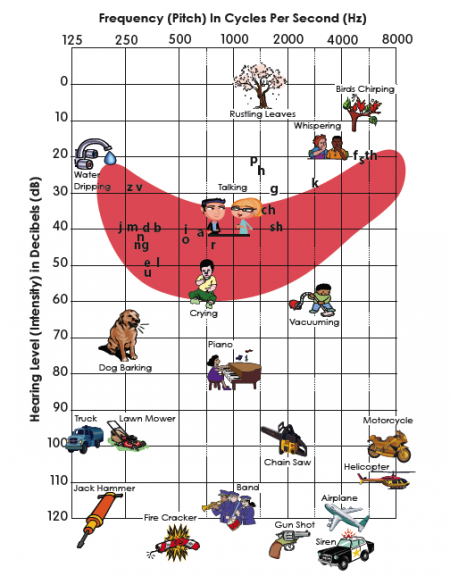 Frequency (Pitch) In Cycles Per Second (Hz)
125 250 500 1000 2000 4000 8000
Hearing Level (Intensity) in Decibels (dB)
0
Birds Chirping
10
Rustling Leaves
Whispering
20
p
f s th
h
Water
Dripping
30
z v
Talking
g
k
ch
40
j m d b
i
a
sh
n
o
r
ng
50
e l
u
60
Crying
Vacuuming
70
Piano
Dog Barking
80
90
Truck
Lawn Mower
Motorcycle
100
Chain Saw
Helicopter
110
Jack Hammer
Band
Airplane
120
Fire Cracker
Gun Shot
Siren